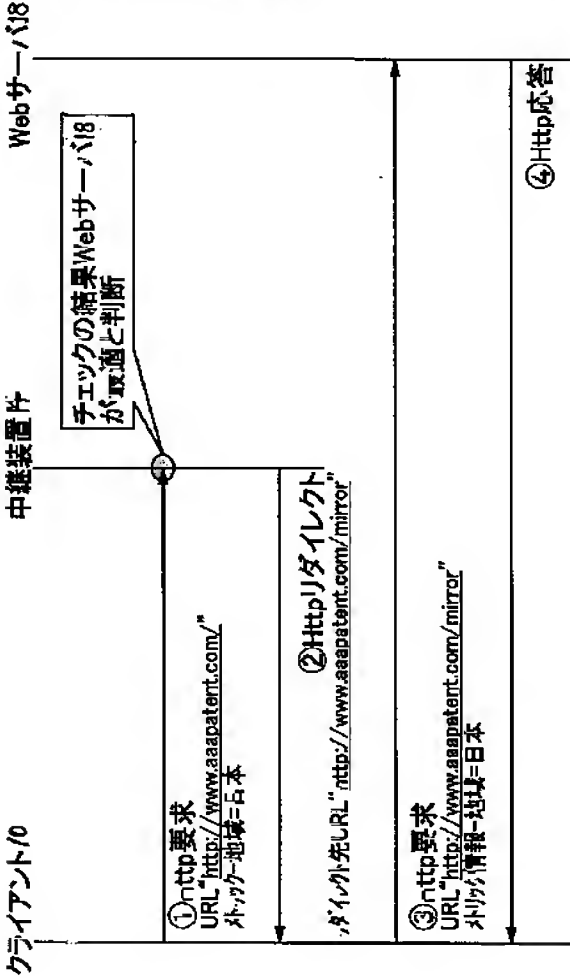 クライアント10
中継装置14
Webサーバ18
チェックの結果Webサーバ18
が最適と判断
①http要求
URL"http://www.aaapatent.com/"
メトリック-地域=日本
②Httpリダイレクト
リダイレクト先URL"http://www.aaapatent.com/mirror"
③http要求
URL"http://www.aaapatent.com/mirror"
メトリック情報-地域=日本
④Http応答